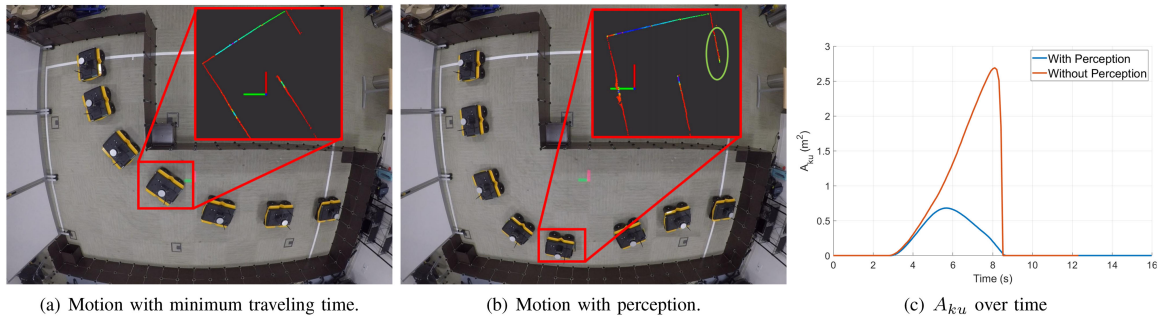 3
2.5
2
1.5
1
0.5
0
A_ku (m²)
With Perception
Without Perception
0 2 4 6 8 10 12 14 16
Time (s)
(a) Motion with minimum traveling time.
(b) Motion with perception.
(c) A_ku over time